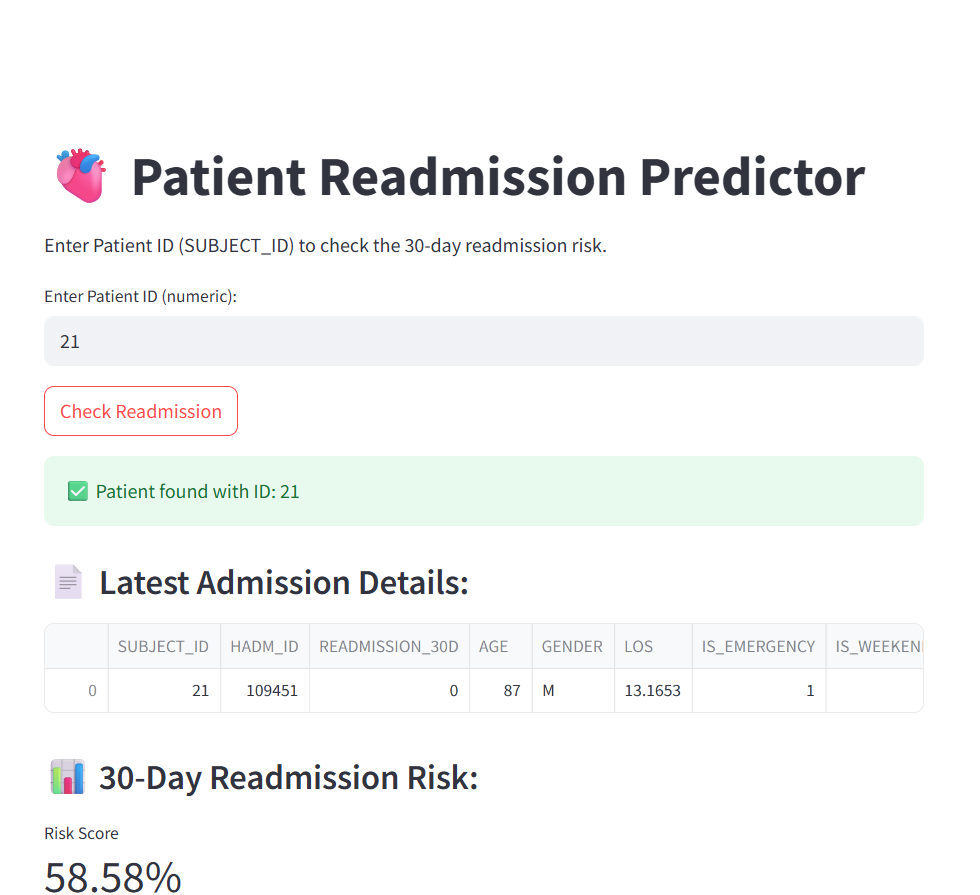 Patient Readmission Predictor
Enter Patient ID (SUBJECT_ID) to check the 30-day readmission risk.
Enter Patient ID (numeric):
21
Check Readmission
Patient found with ID: 21
Latest Admission Details:
SUBJECT_ID HADM_ID READMISSION_30D AGE GENDER LOS IS_EMERGENCY IS_WEEKEN
0 21 109451 0 87 M 13.1653 1
30-Day Readmission Risk:
Risk Score
58.58%